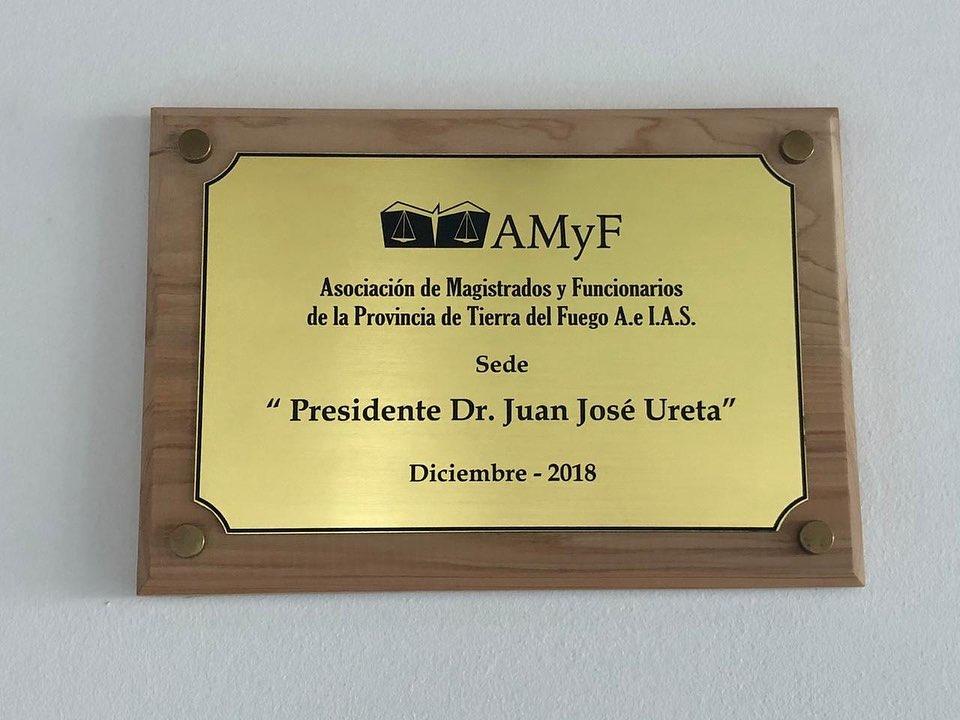 AMyF
Asociación de Magistrados y Funcionarios
de la Provincia de Tierra del Fuego A.e I.A.S.
Sede
“ Presidente Dr. Juan José Ureta”
Diciembre - 2018